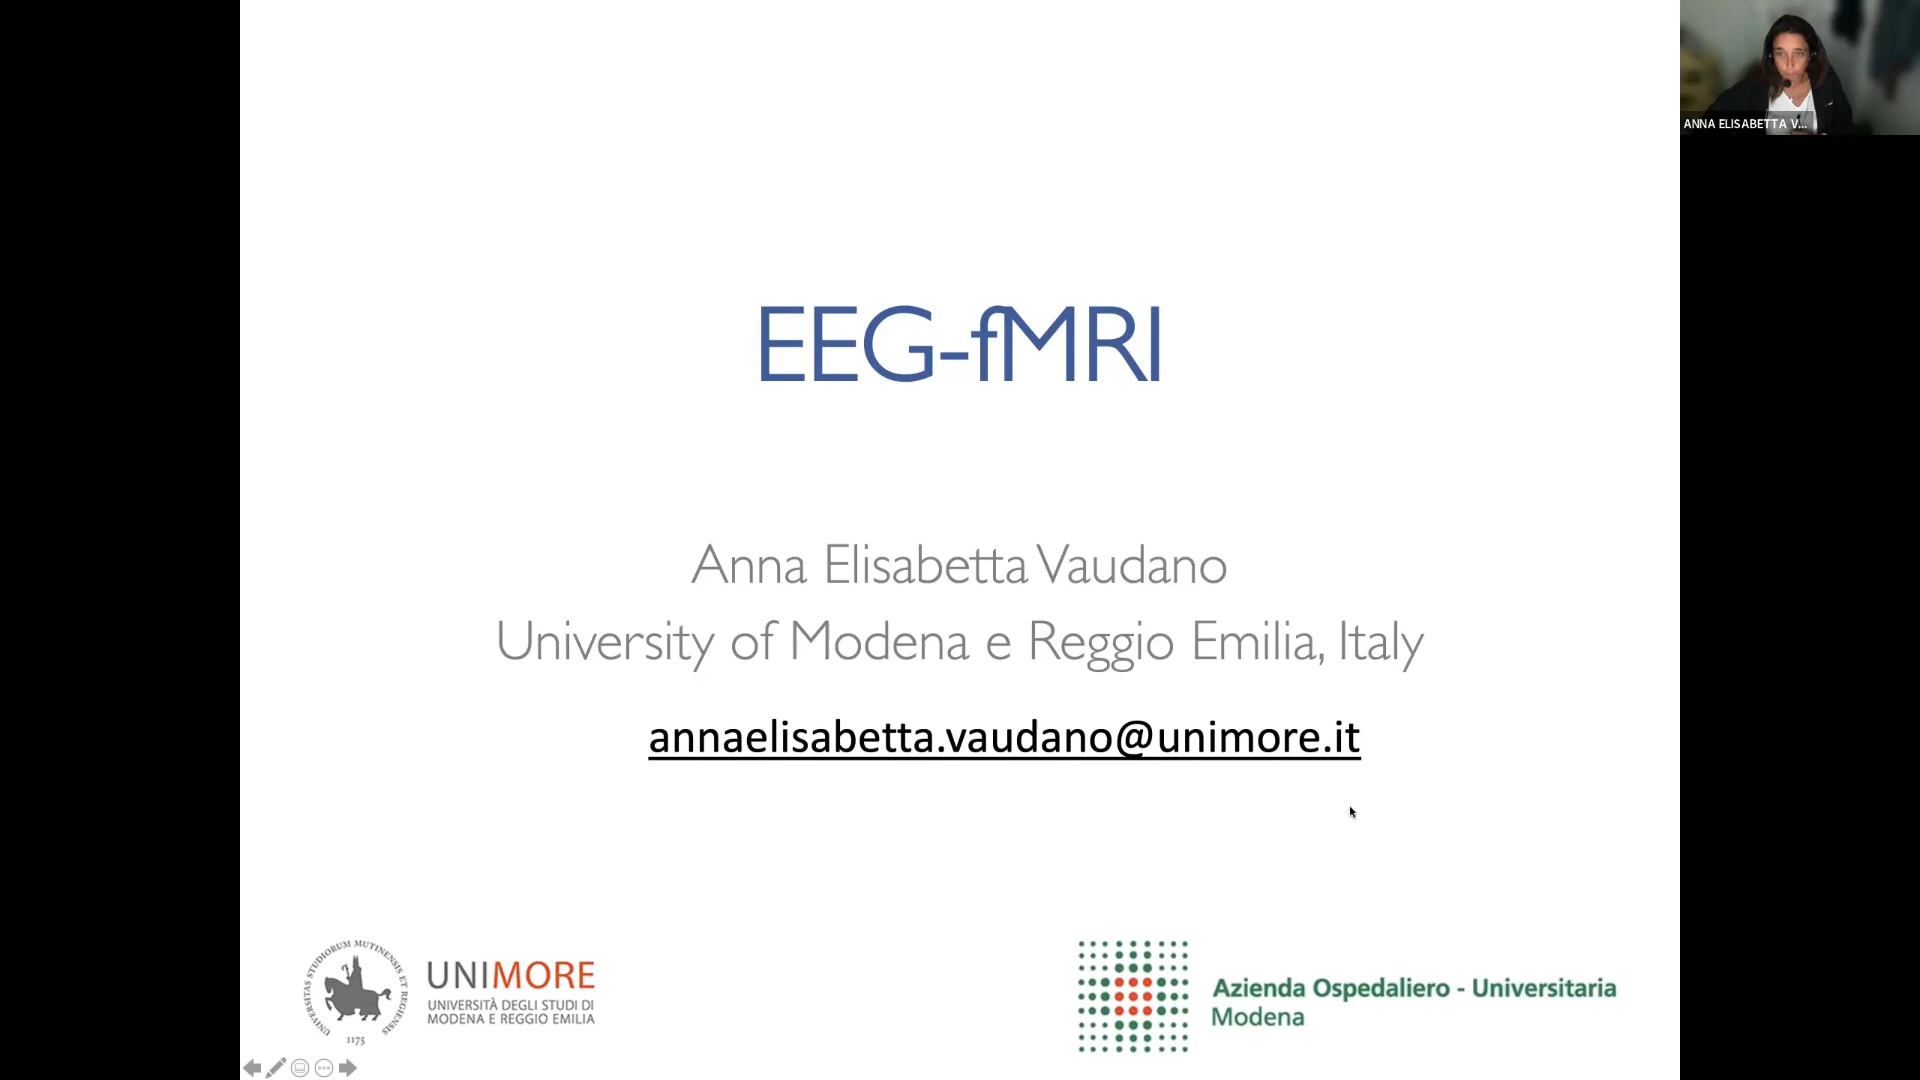 ANNA ELISABETTA V...
EEG-fMRI
Anna Elisabetta Vaudano
University of Modena e Reggio Emilia, Italy
annaelisabetta.vaudano@unimore.it
UNIVERSITAS STUDIORUM MUTINENSIS ET REGIENSIS
1175
UNIMORE
UNIVERSITÀ DEGLI STUDI DI
MODENA E REGGIO EMILIA
Azienda Ospedaliero - Universitaria
Modena